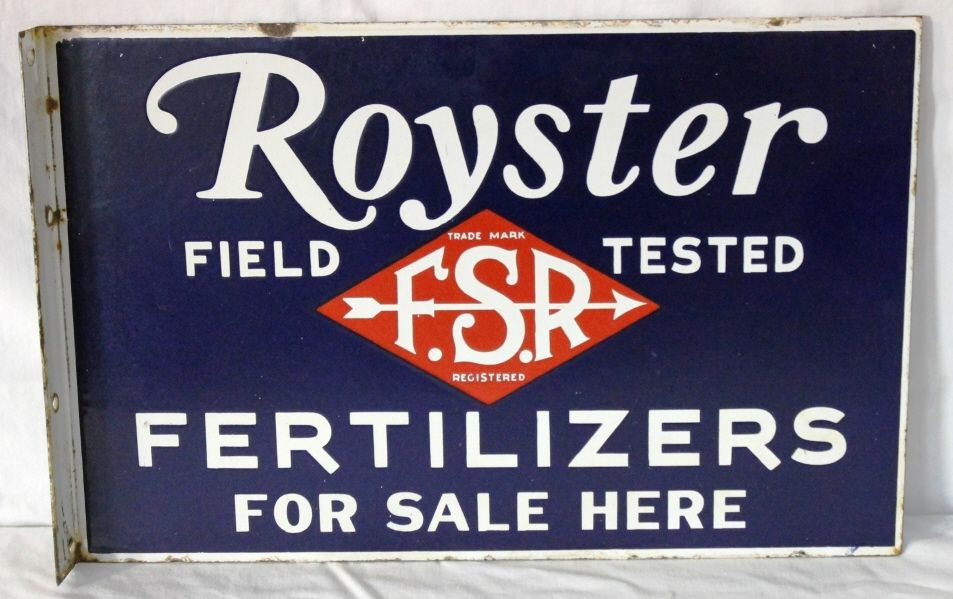 Royster
FIELD TESTED
TRADE MARK
F.S.R
REGISTERED
FERTILIZERS
FOR SALE HERE